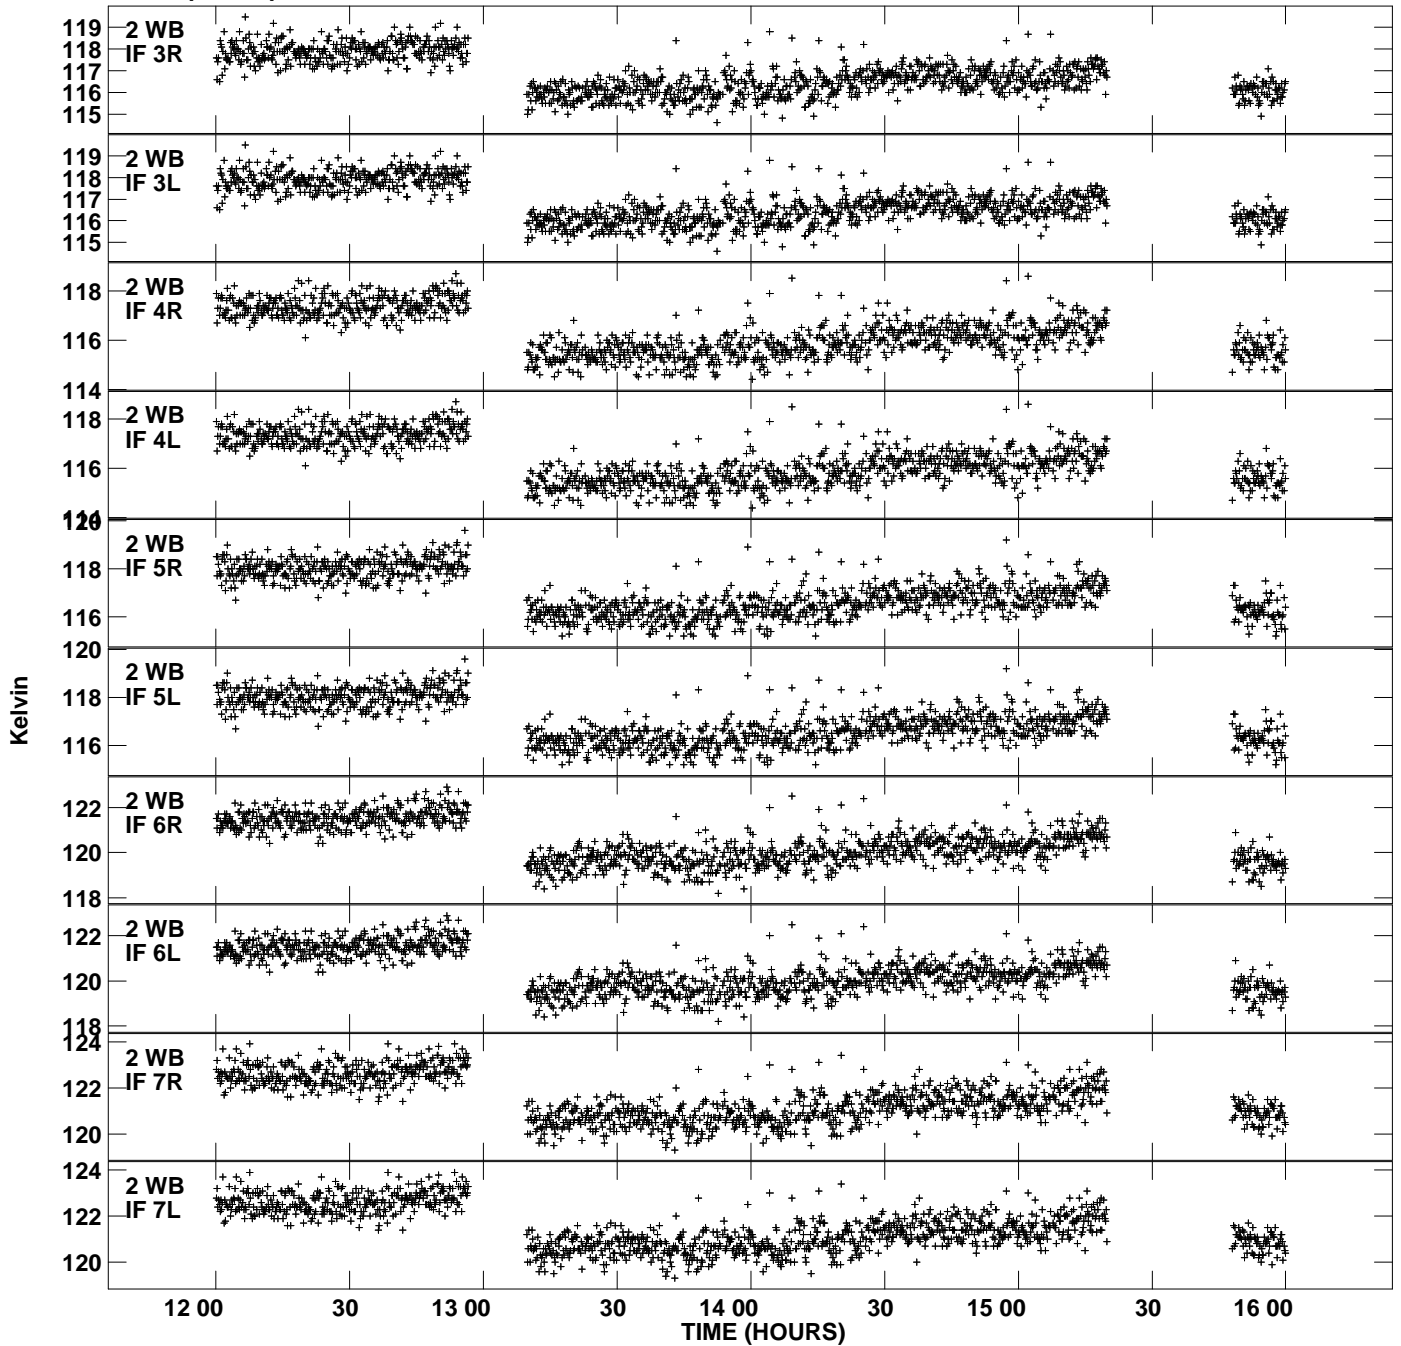 119
118
117
116
115
2 WB
IF 3R
119
118
117
116
115
2 WB
IF 3L
118
116
114
2 WB
IF 4R
118
116
114
2 WB
IF 4L
120
118
116
2 WB
IF 5R
120
118
116
2 WB
IF 5L
122
120
118
2 WB
IF 6R
122
120
118
2 WB
IF 6L
124
122
120
2 WB
IF 7R
124
122
120
2 WB
IF 7L
Kelvin
12 00 30 13 00 30 14 00 30 15 00 30 16 00
TIME (HOURS)